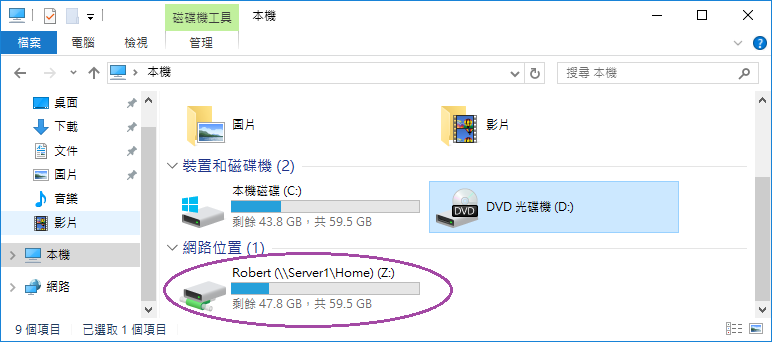 磁碟機工具
本機
檔案
電腦
檢視
管理
本機
搜尋 本機
桌面
下載
文件
圖片
音樂
影片
本機
網路
圖片
影片
裝置和磁碟機 (2)
本機磁碟 (C:)
剩餘 43.8 GB，共 59.5 GB
DVD
DVD 光碟機 (D:)
網路位置 (1)
Robert (\\Server1\Home) (Z:)
剩餘 47.8 GB，共 59.5 GB
9 個項目
已選取 1 個項目